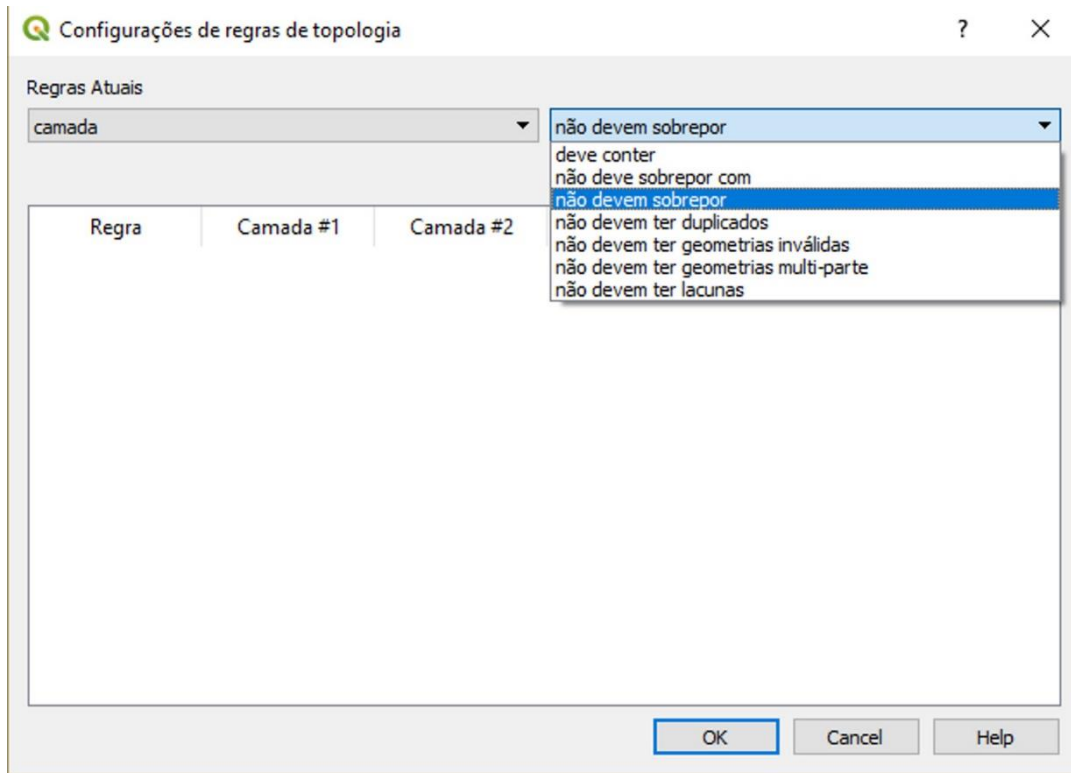 Configurações de regras de topologia ?
Regras Atuais
camada não devem sobrepor
deve conter
não deve sobrepor com
não devem sobrepor
não devem ter duplicados
não devem ter geometrias inválidas
não devem ter geometrias multi-parte
não devem ter lacunas
Regra Camada #1 Camada #2
OK Cancel Help